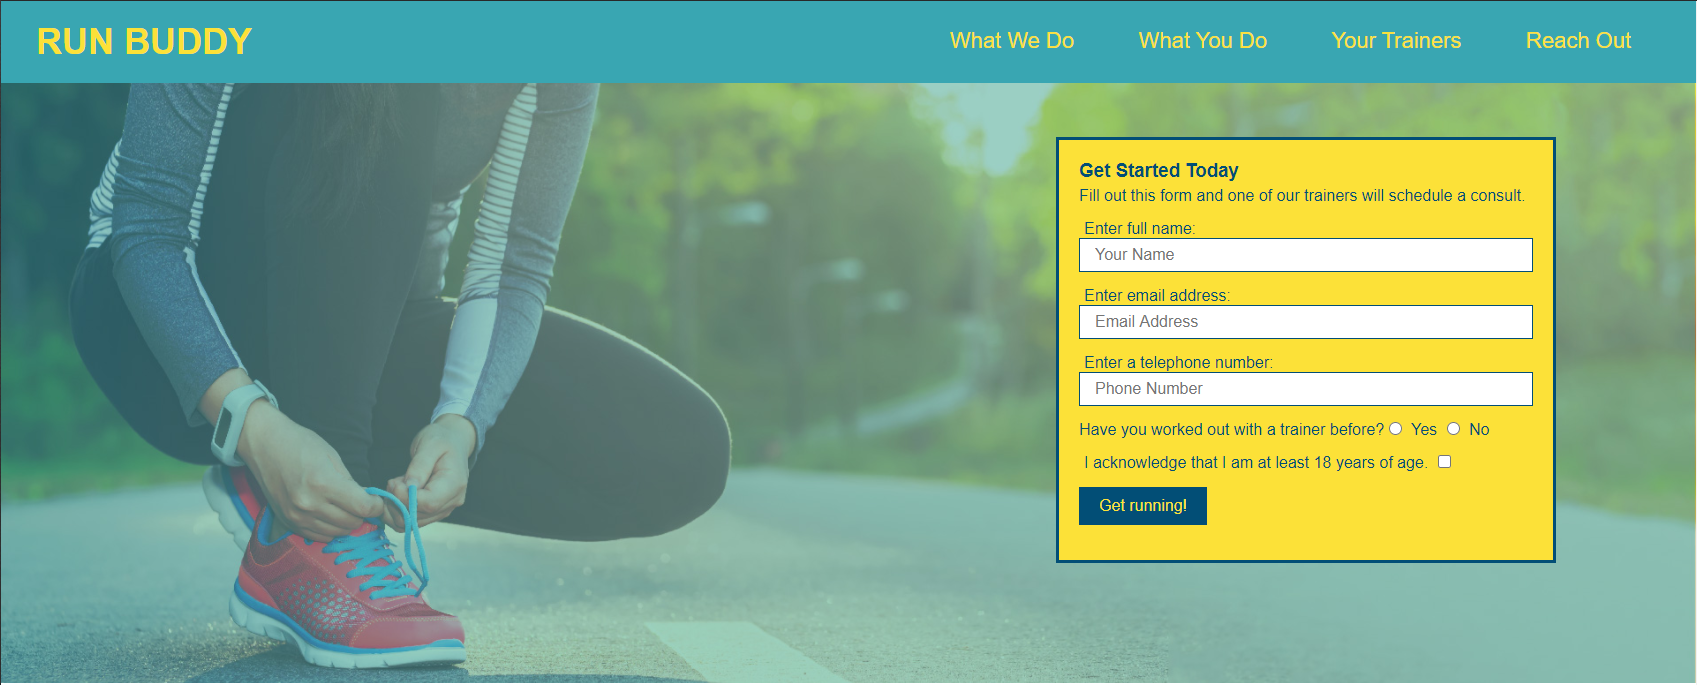 RUN BUDDY
What We Do What You Do Your Trainers Reach Out
Get Started Today
Fill out this form and one of our trainers will schedule a consult.
Enter full name:
Your Name
Enter email address:
Email Address
Enter a telephone number:
Phone Number
Have you worked out with a trainer before? Yes No
I acknowledge that I am at least 18 years of age.
Get running!